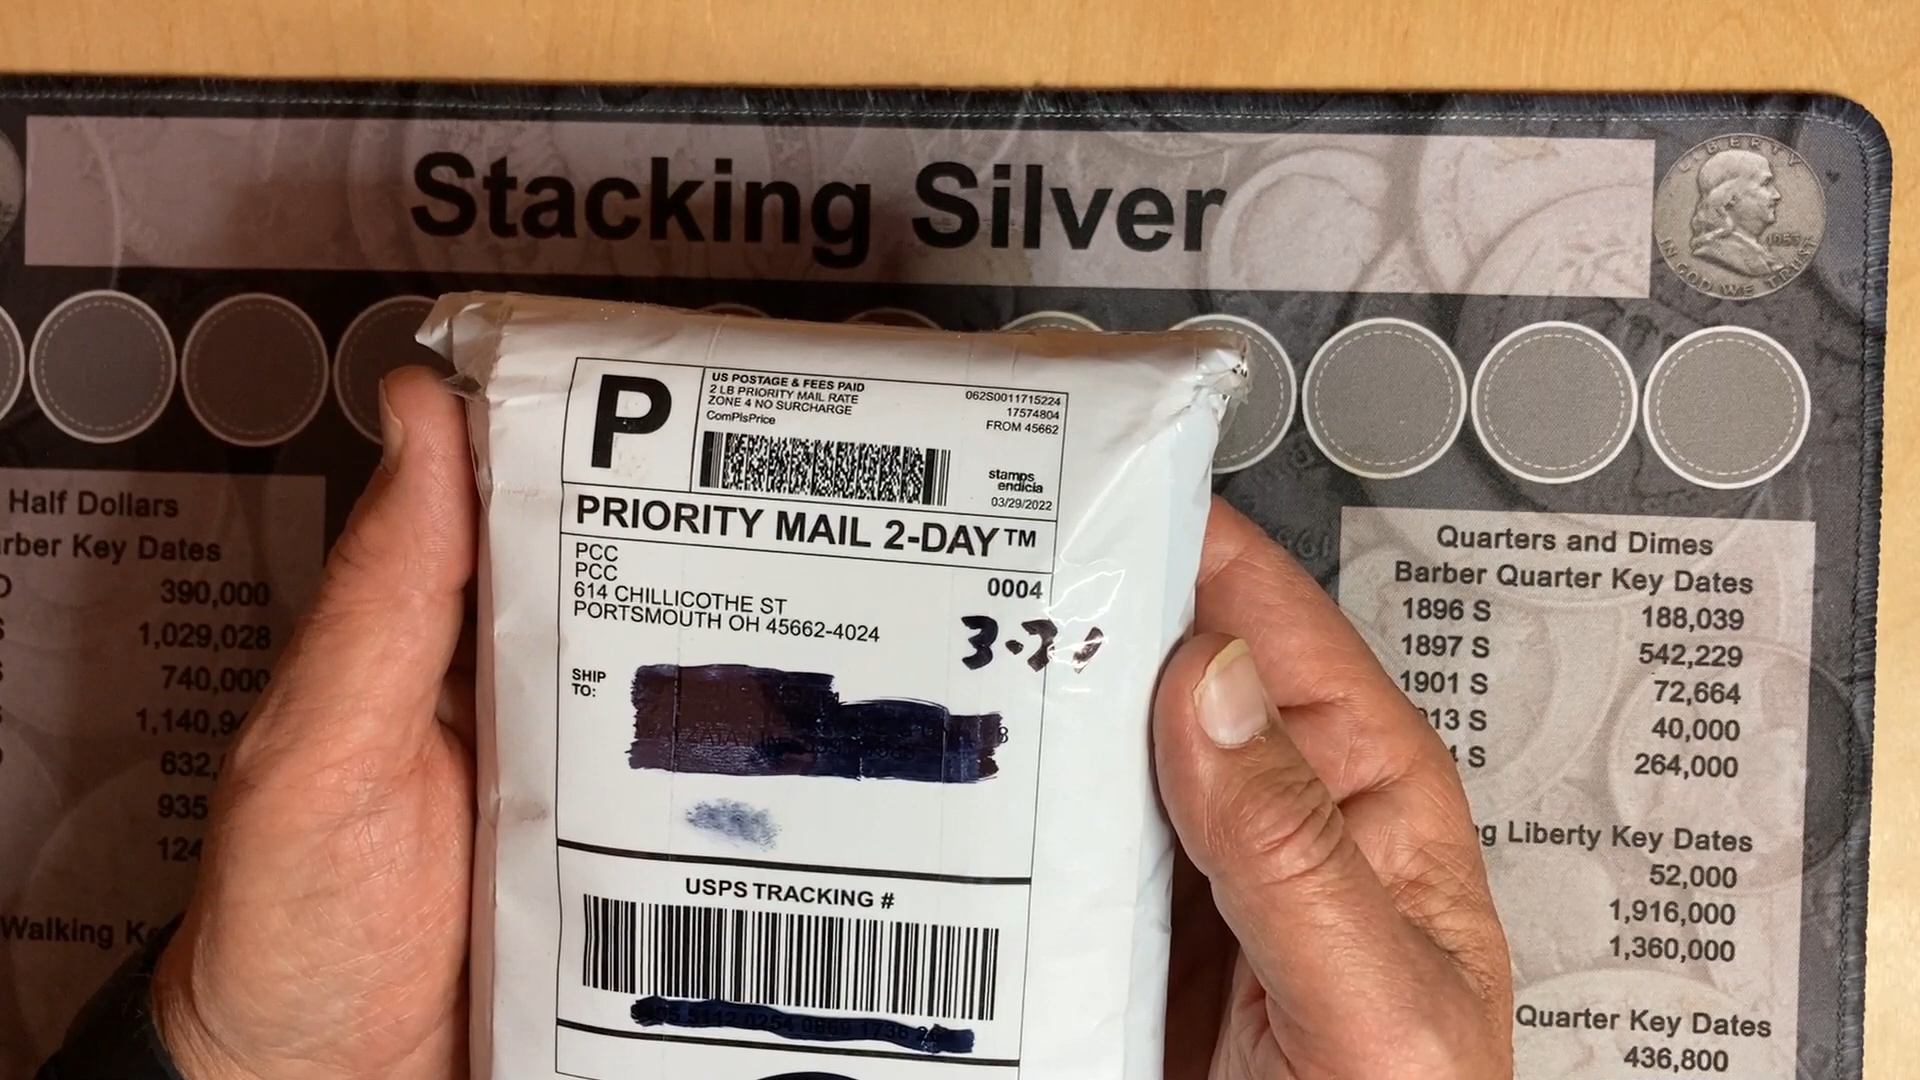 Stacking Silver
LIBERTY
1953
IN GOD WE TRUST
P
US POSTAGE & FEES PAID
2 LB PRIORITY MAIL RATE
ZONE 4 NO SURCHARGE
ComPlsPrice
062S0011715224
17574804
FROM 45662
stamps
endicia
03/29/2022
PRIORITY MAIL 2-DAY™
PCC
PCC
614 CHILLICOTHE ST
PORTSMOUTH OH 45662-4024
0004
SHIP
TO:
USPS TRACKING #
Half Dollars
Key Dates
390,000
1,029,028
740,000
632,
935
124
Walking
Quarters and Dimes
Barber Quarter Key Dates
1896 S 188,039
1897 S 542,229
1901 S 72,664
13 S 40,000
S 264,000
Liberty Key Dates
52,000
1,916,000
1,360,000
Quarter Key Dates
436,800